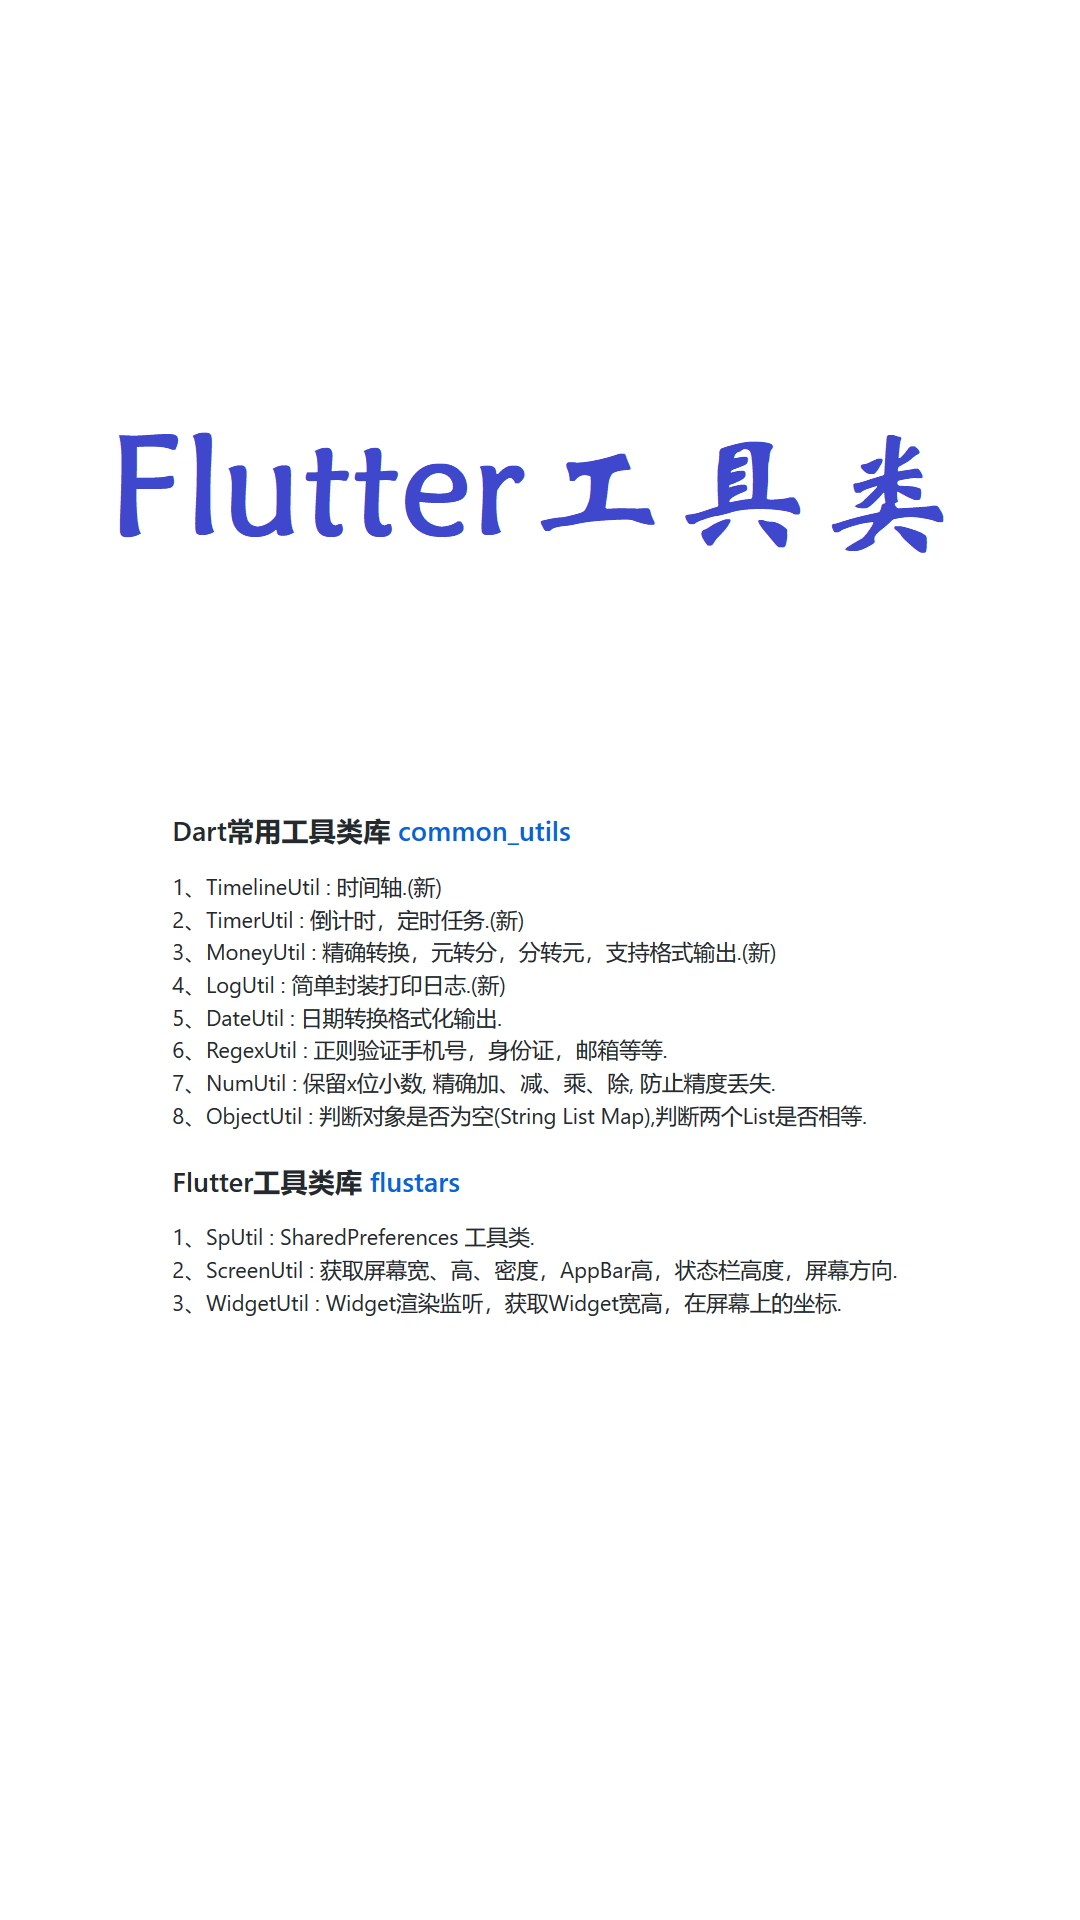 Flutter工具类
Dart常用工具类库 common_utils
1、TimelineUtil : 时间轴.(新)
2、TimerUtil : 倒计时，定时任务.(新)
3、MoneyUtil : 精确转换，元转分，分转元，支持格式输出.(新)
4、LogUtil : 简单封装打印日志.(新)
5、DateUtil : 日期转换格式化输出.
6、RegexUtil : 正则验证手机号，身份证，邮箱等等.
7、NumUtil : 保留x位小数, 精确加、减、乘、除, 防止精度丢失.
8、ObjectUtil : 判断对象是否为空(String List Map),判断两个List是否相等.
Flutter工具类库 flustars
1、SpUtil : SharedPreferences 工具类.
2、ScreenUtil : 获取屏幕宽、高、密度，AppBar高，状态栏高度，屏幕方向.
3、WidgetUtil : Widget渲染监听，获取Widget宽高，在屏幕上的坐标.